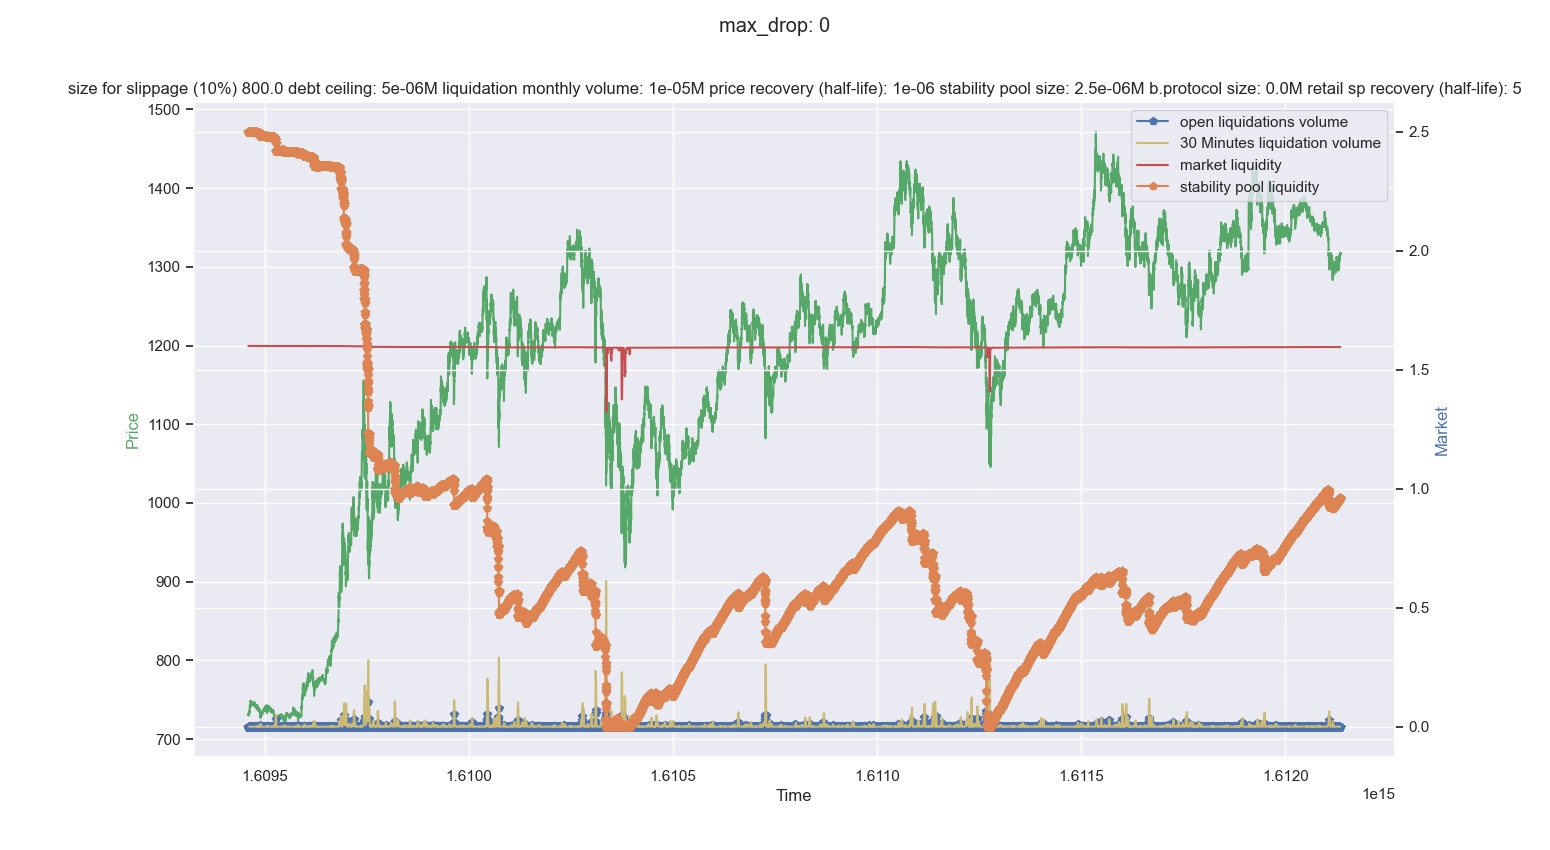 max_drop: 0
size for slippage (10%) 800.0 debt ceiling: 5e-06M liquidation monthly volume: 1e-05M price recovery (half-life): 1e-06 stability pool size: 2.5e-06M b.protocol size: 0.0M retail sp recovery (half-life): 5
open liquidations volume
30 Minutes liquidation volume
market liquidity
stability pool liquidity
1500
1400
1300
1200
1100
1000
900
800
700
Price
2.5
2.0
1.5
1.0
0.5
0.0
Market
1.6095
1.6100
1.6105
1.6110
1.6115
1.6120
Time
1e15